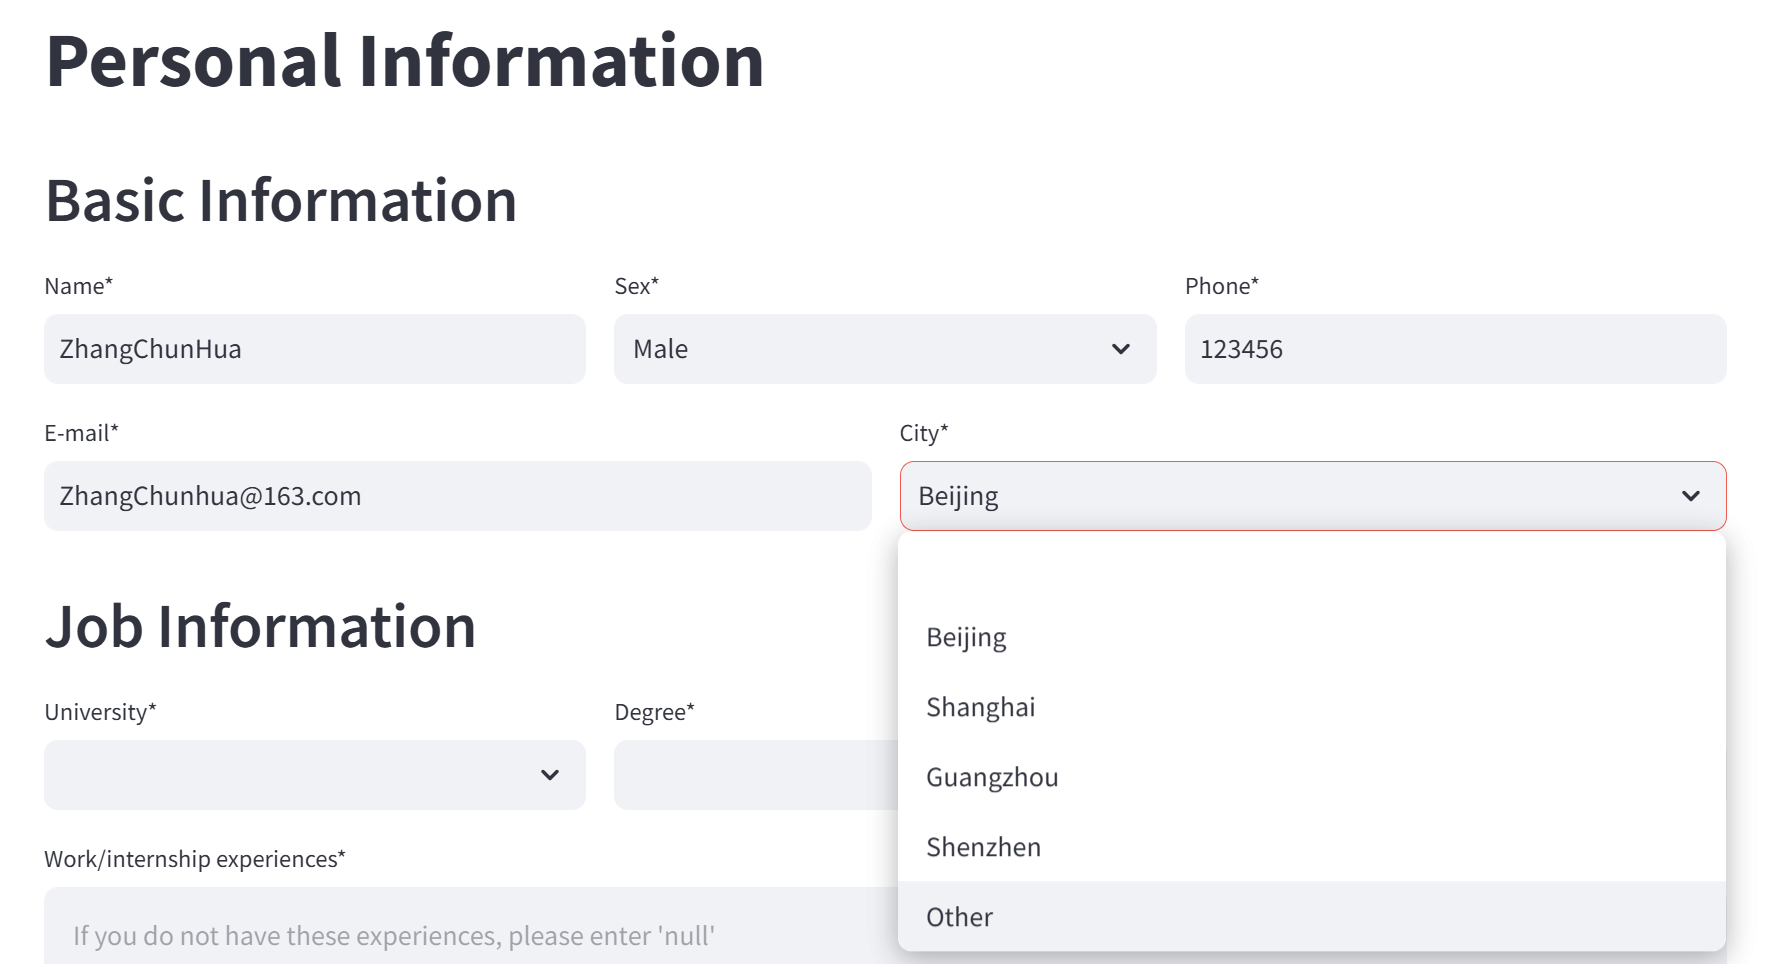 Personal Information
Basic Information
Name*
Sex*
Phone*
ZhangChunHua
Male
123456
E-mail*
City*
ZhangChunhua@163.com
Beijing
Beijing
Shanghai
Guangzhou
Shenzhen
Other
Job Information
University*
Degree*
Work/internship experiences*
If you do not have these experiences, please enter 'null'